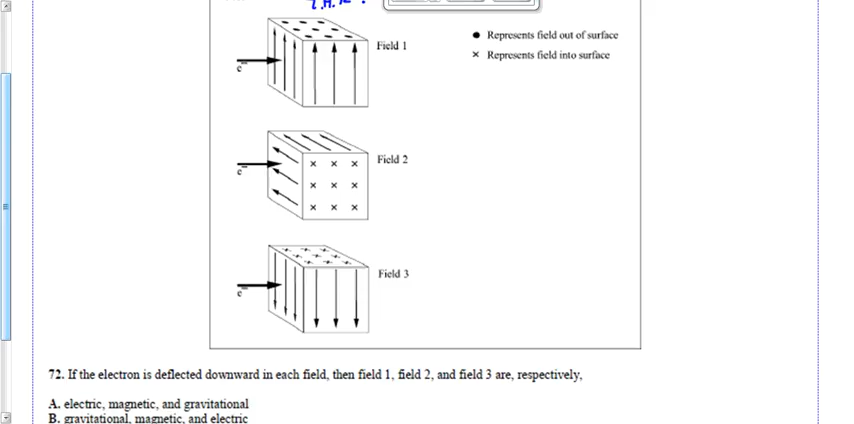 L.H.R.
Field 1
● Represents field out of surface
× Represents field into surface
e⁻
Field 2
e⁻
Field 3
e⁻
72. If the electron is deflected downward in each field, then field 1, field 2, and field 3 are, respectively,
A. electric, magnetic, and gravitational
B. gravitational, magnetic, and electric